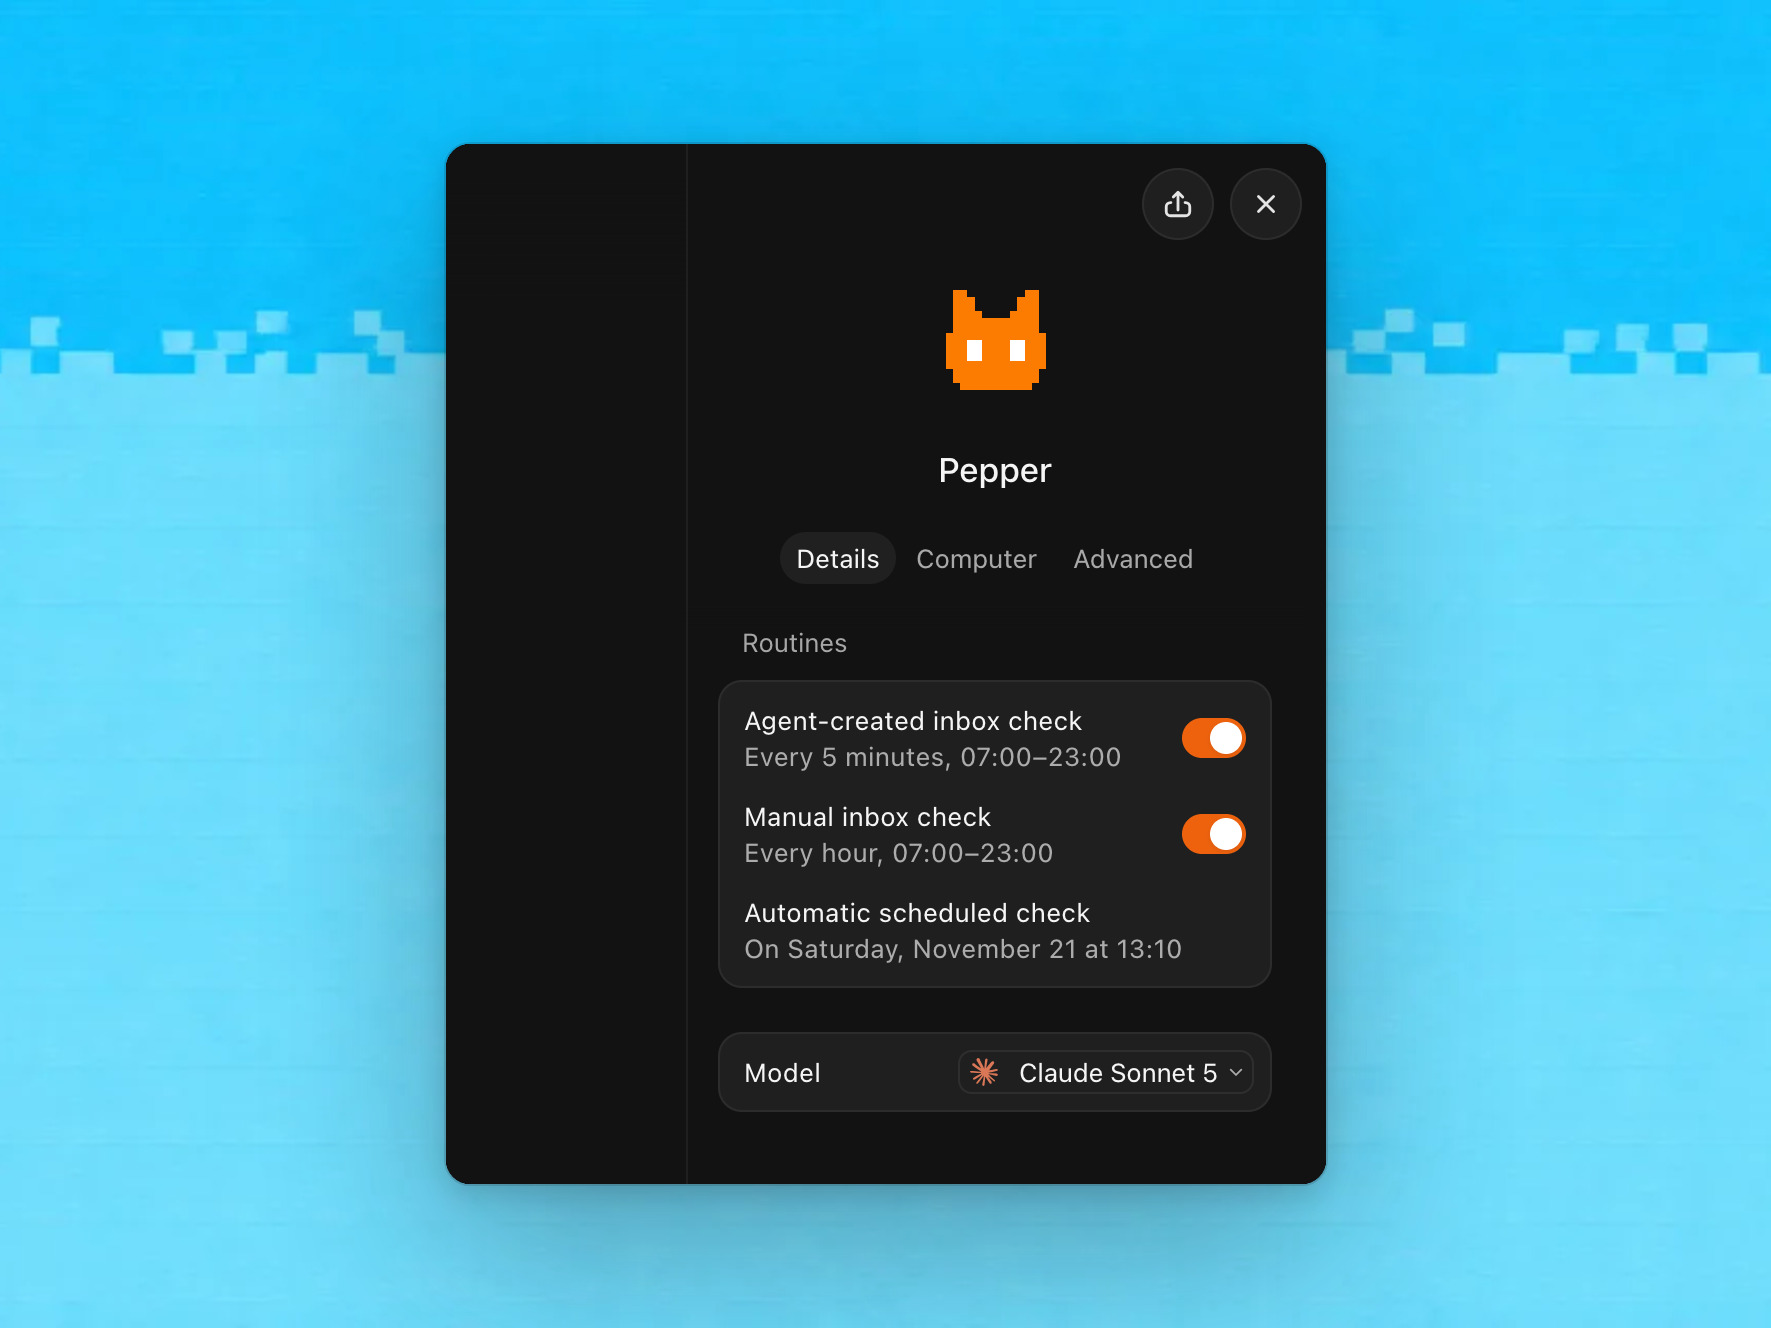 Pepper
Details
Computer
Advanced
Routines
Agent-created inbox check
Every 5 minutes, 07:00–23:00
Manual inbox check
Every hour, 07:00–23:00
Automatic scheduled check
On Saturday, November 21 at 13:10
Model
Claude Sonnet 5